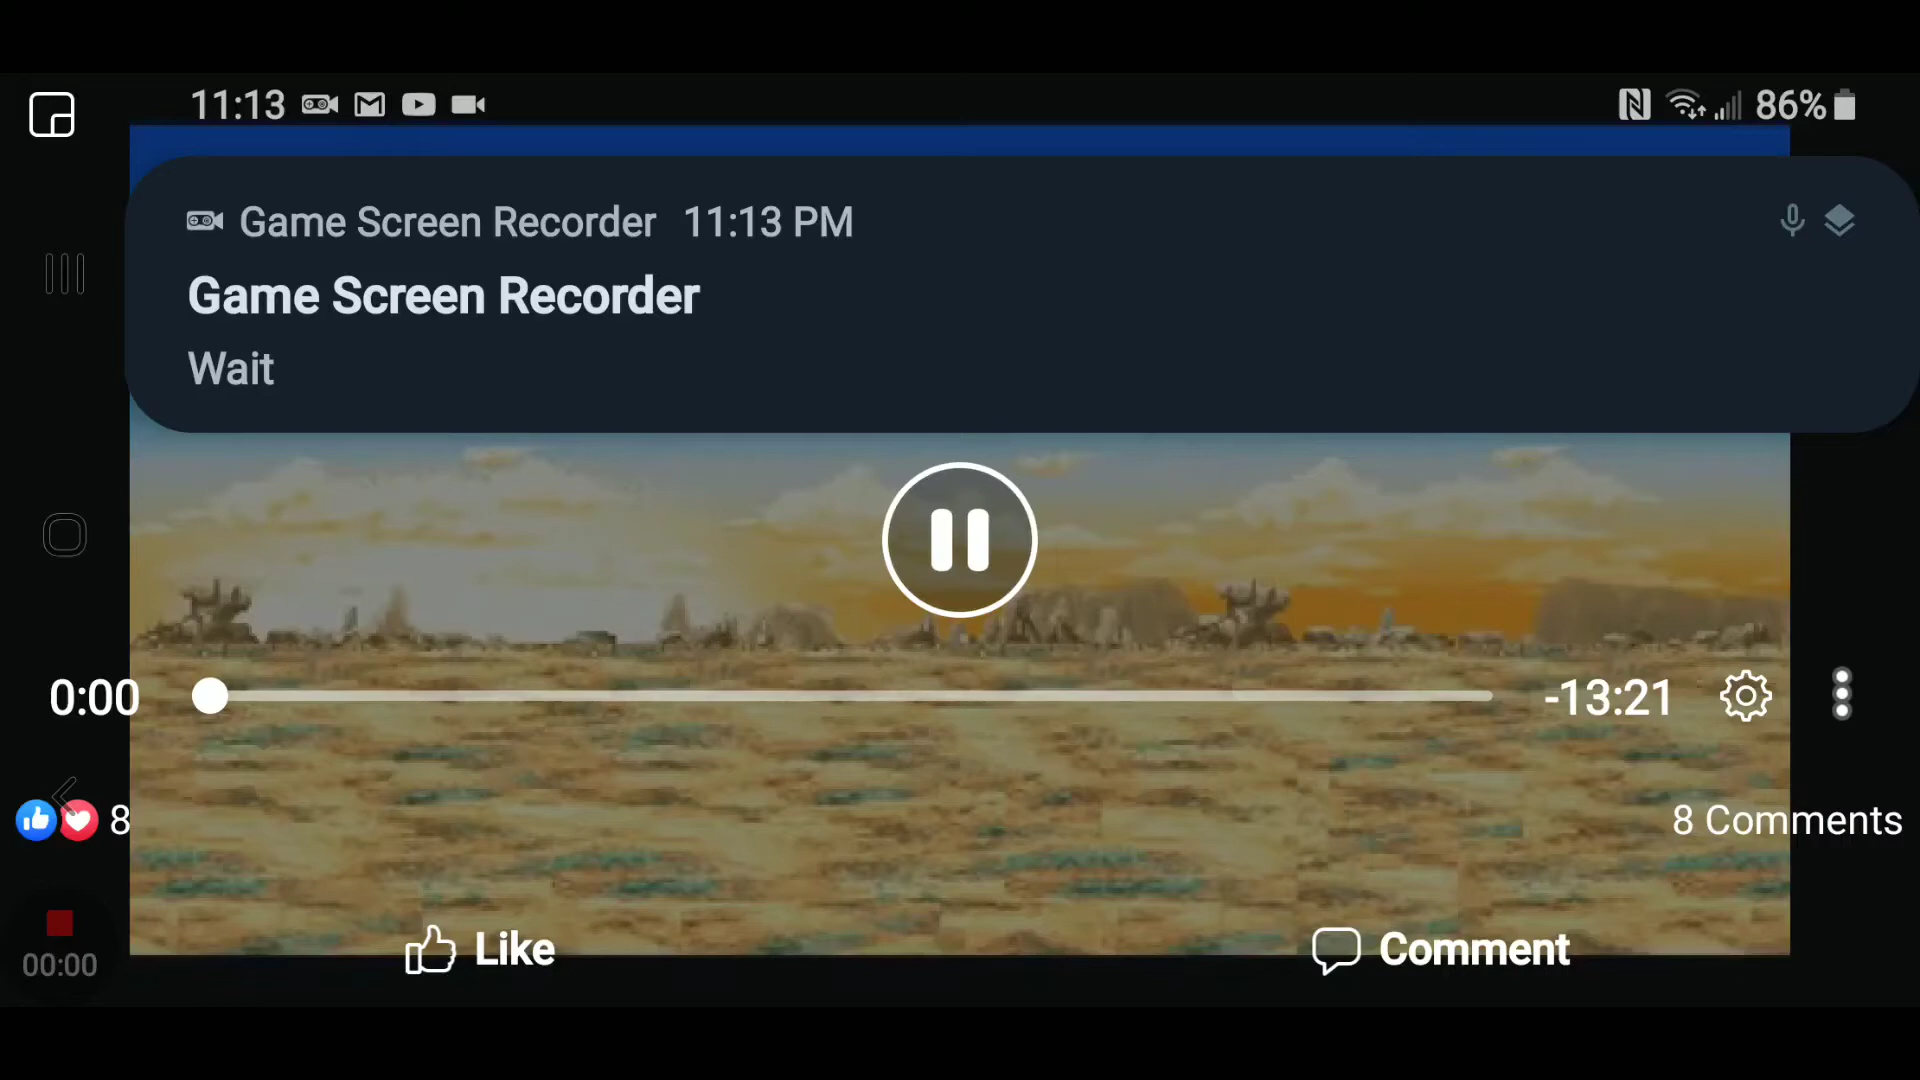 11:13
86%
Game Screen Recorder 11:13 PM
Game Screen Recorder
Wait
0:00
-13:21
8
8 Comments
00:00
Like
Comment